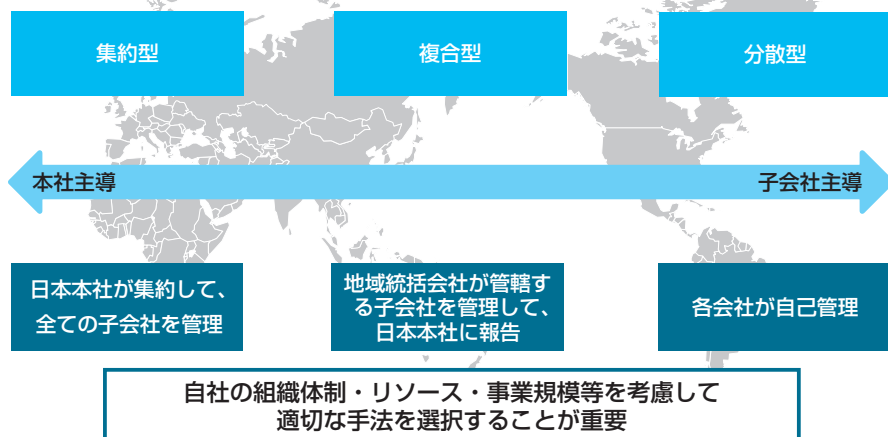 集約型
複合型
分散型
本社主導
子会社主導
日本本社が集約して、
全ての子会社を管理
地域統括会社が管轄す
る子会社を管理して、
日本本社に報告
各会社が自己管理
自社の組織体制・リソース・事業規模等を考慮して
適切な手法を選択することが重要